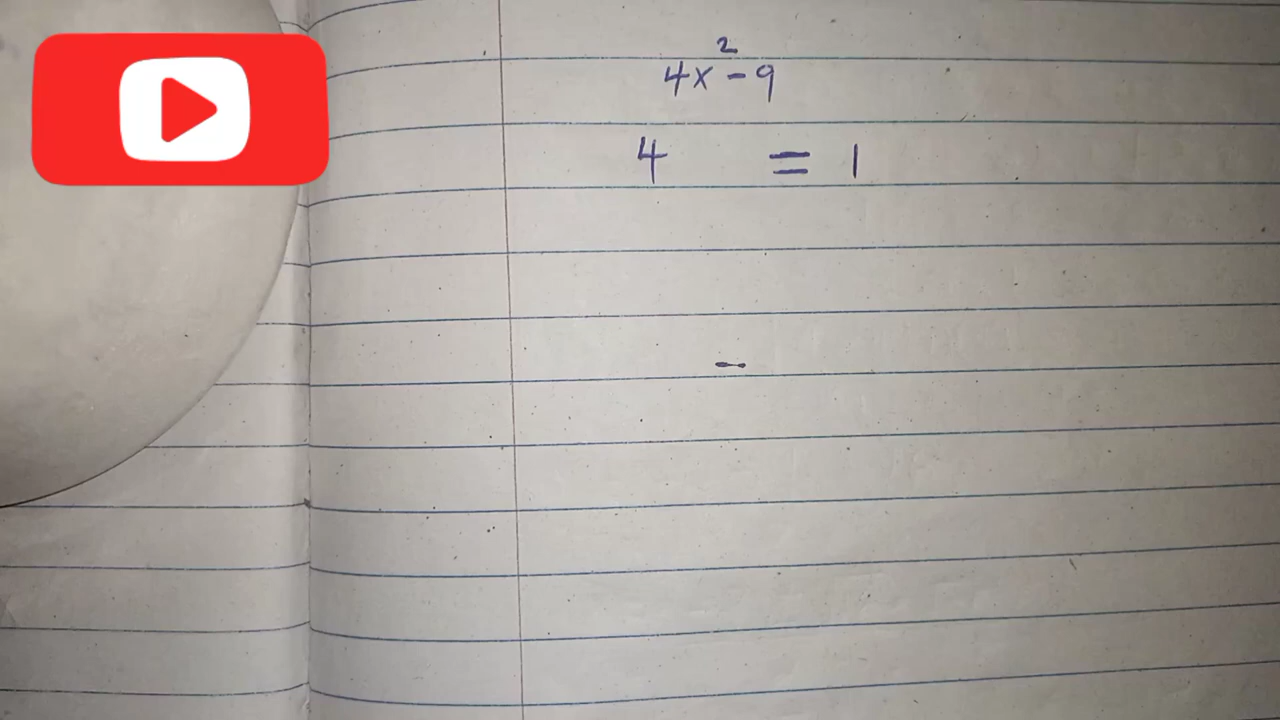 4x² - 9
4 = 1
-